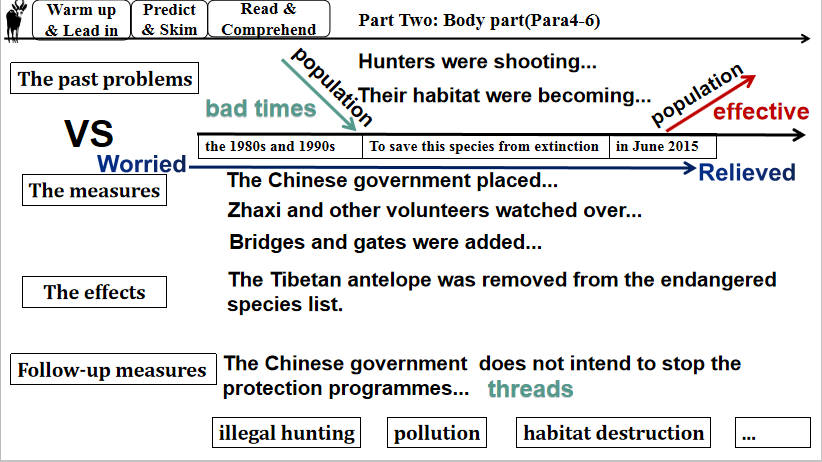 Warm up
& Lead in
Predict
& Skim
Read &
Comprehend
Part Two: Body part(Para4-6)
The past problems
population
Hunters were shooting...
Their habitat were becoming...
population
bad times
effective
VS
the 1980s and 1990s
To save this species from extinction
in June 2015
Worried
Relieved
The measures
The Chinese government placed...
Zhaxi and other volunteers watched over...
Bridges and gates were added...
The effects
The Tibetan antelope was removed from the endangered
species list.
Follow-up measures
The Chinese government does not intend to stop the
protection programmes...
threads
illegal hunting
pollution
habitat destruction
...